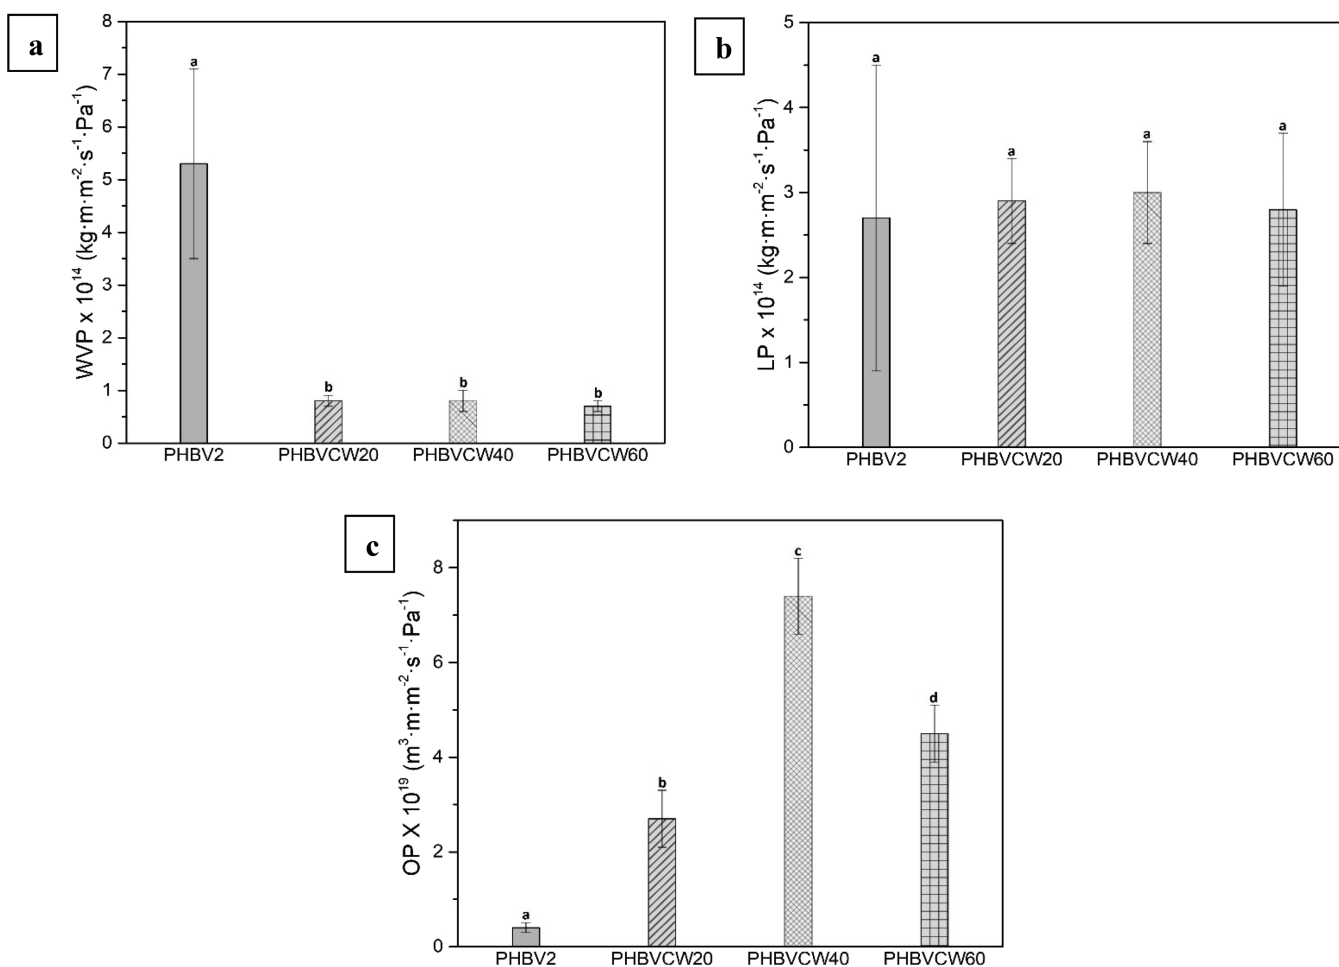 a
WVP x 10¹⁴ (kg·m·m⁻²·s⁻¹·Pa⁻¹)
8
7
6
5
4
3
2
1
0
a
b
b
b
PHBV2 PHBVCW20 PHBVCW40 PHBVCW60
b
LP x 10¹⁴ (kg·m·m⁻²·s⁻¹·Pa⁻¹)
5
4
3
2
1
0
a
a
a
a
PHBV2 PHBVCW20 PHBVCW40 PHBVCW60
c
OP X 10¹⁹ (m³·m·m⁻²·s⁻¹·Pa⁻¹)
8
6
4
2
0
a
b
c
d
PHBV2 PHBVCW20 PHBVCW40 PHBVCW60